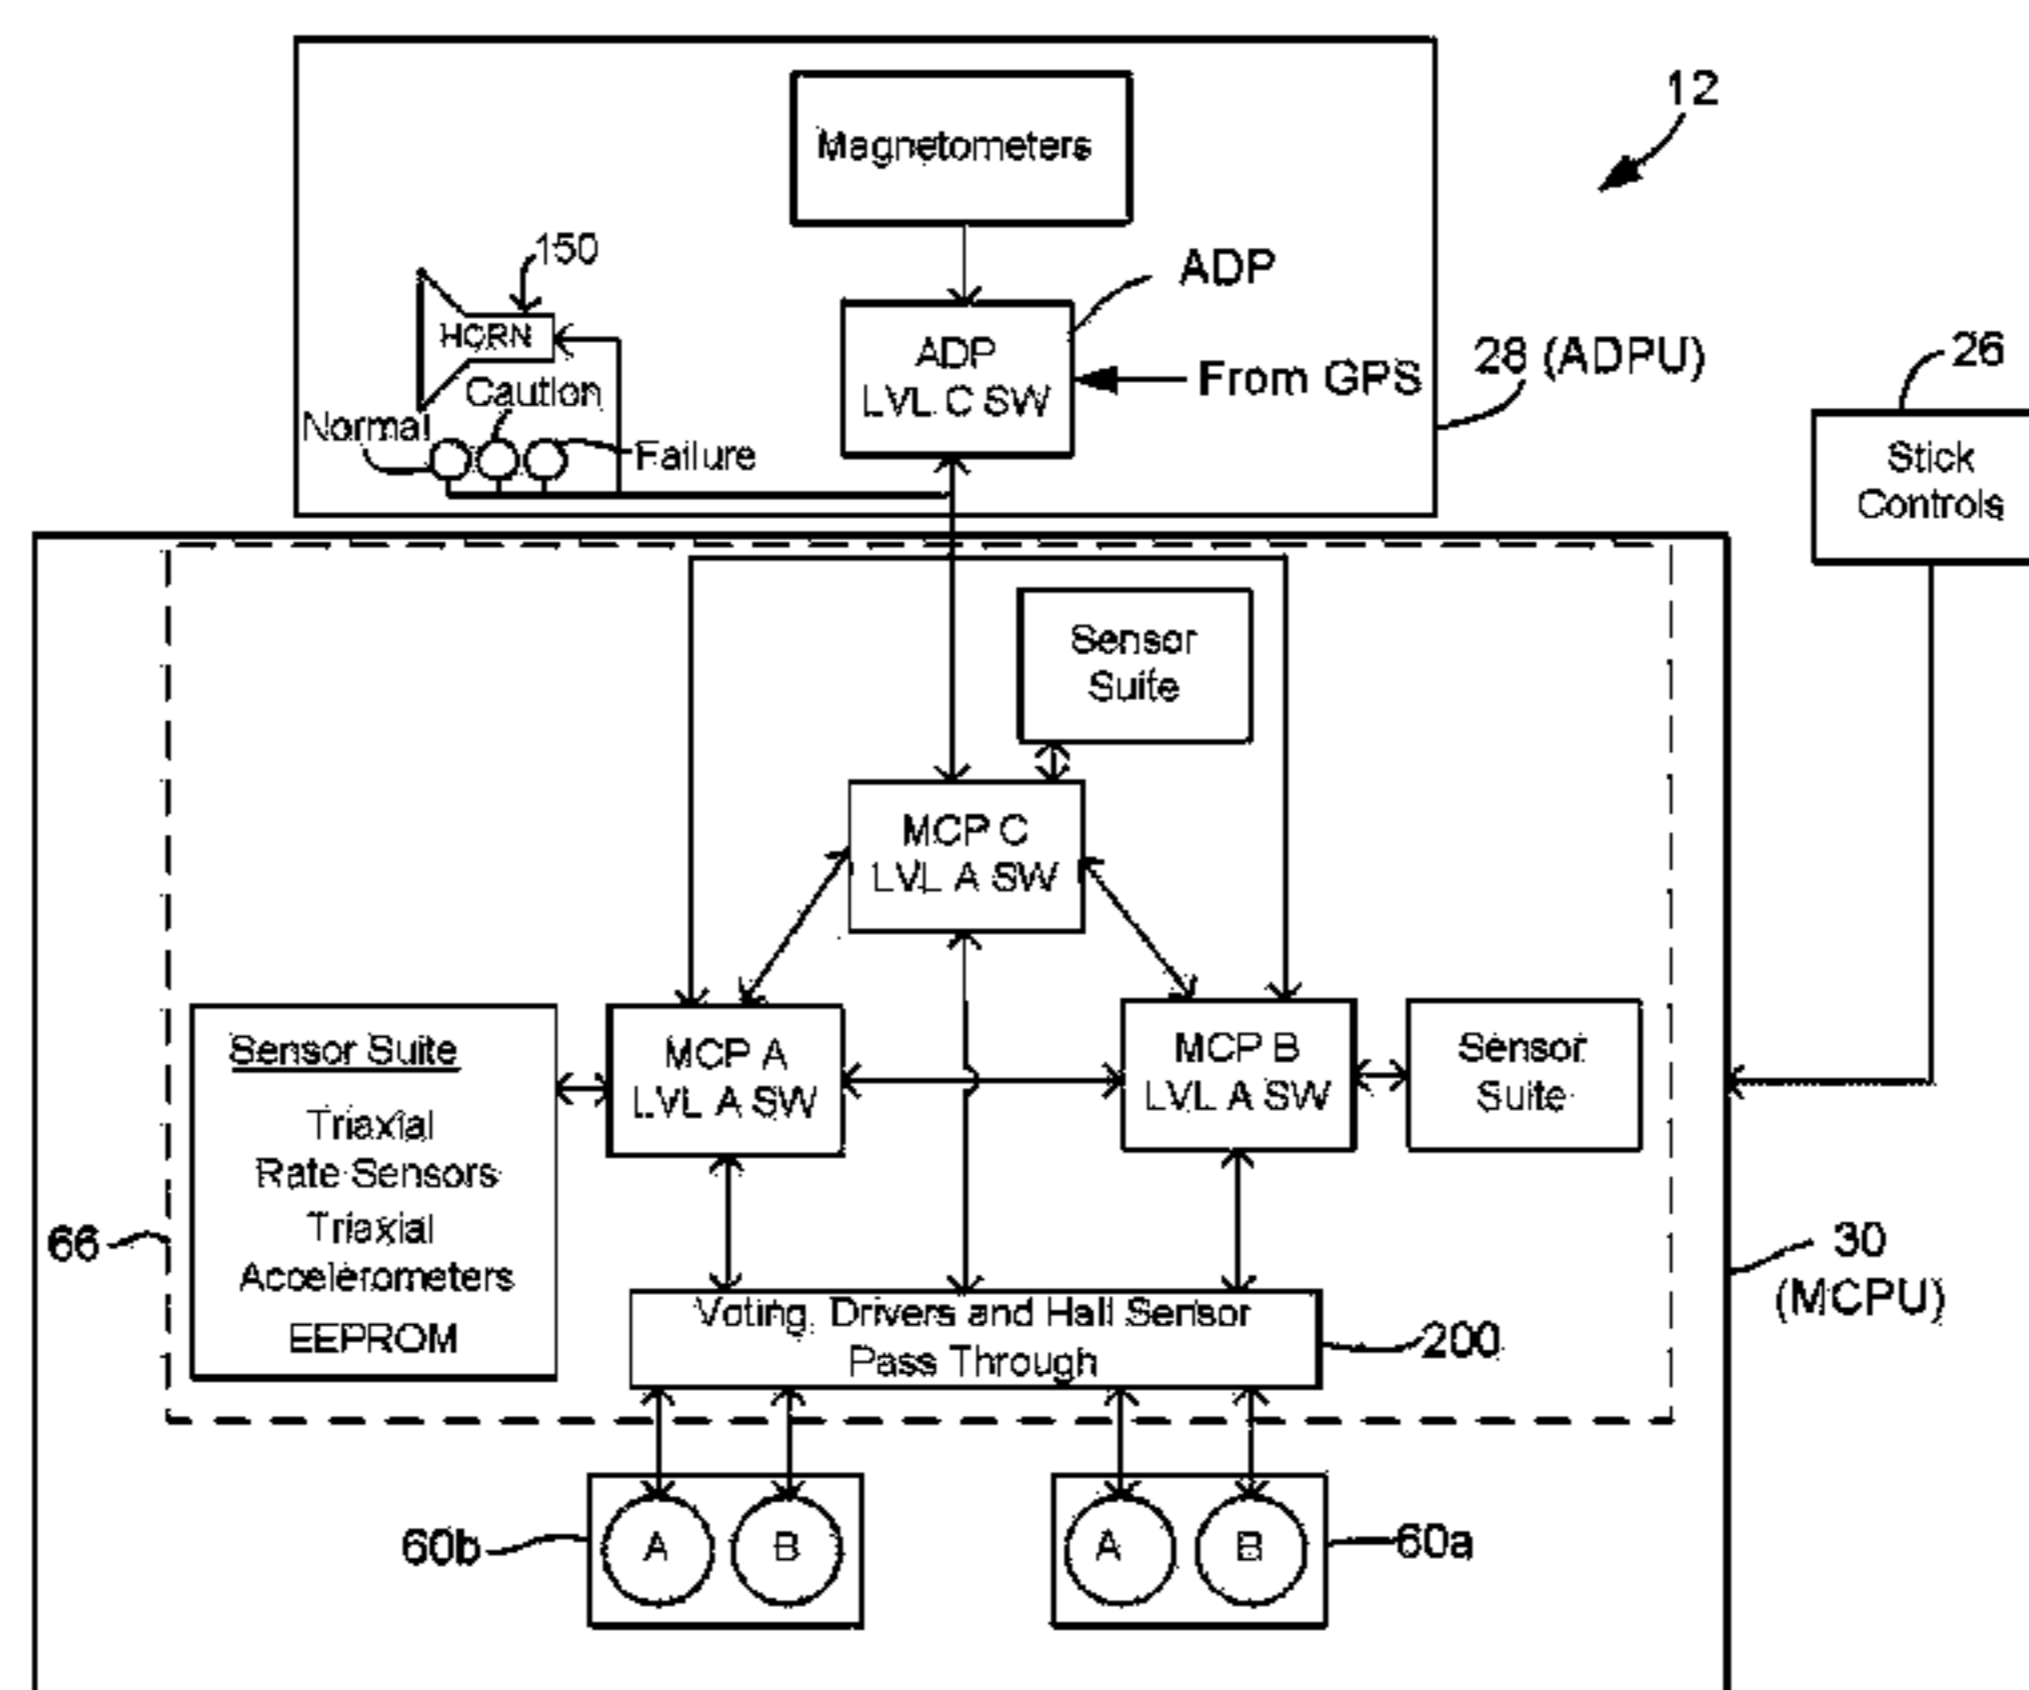 12
Magnetometers
150
ADP
HORN
ADP
LVL C SW
From GPS
28 (ADPU)
26
Caution
Normal
Failure
Stick
Controls
Sensor
Suite
MCP C
LVL A SW
Sensor Suite
Triaxial
Rate Sensors
Triaxial
Accelerometers
EEPROM
MCP A
LVL A SW
MCP B
LVL A SW
Sensor
Suite
66
30
(MCPU)
Voting, Drivers and Hall Sensor
Pass Through
200
60b
A
B
A
B
60a